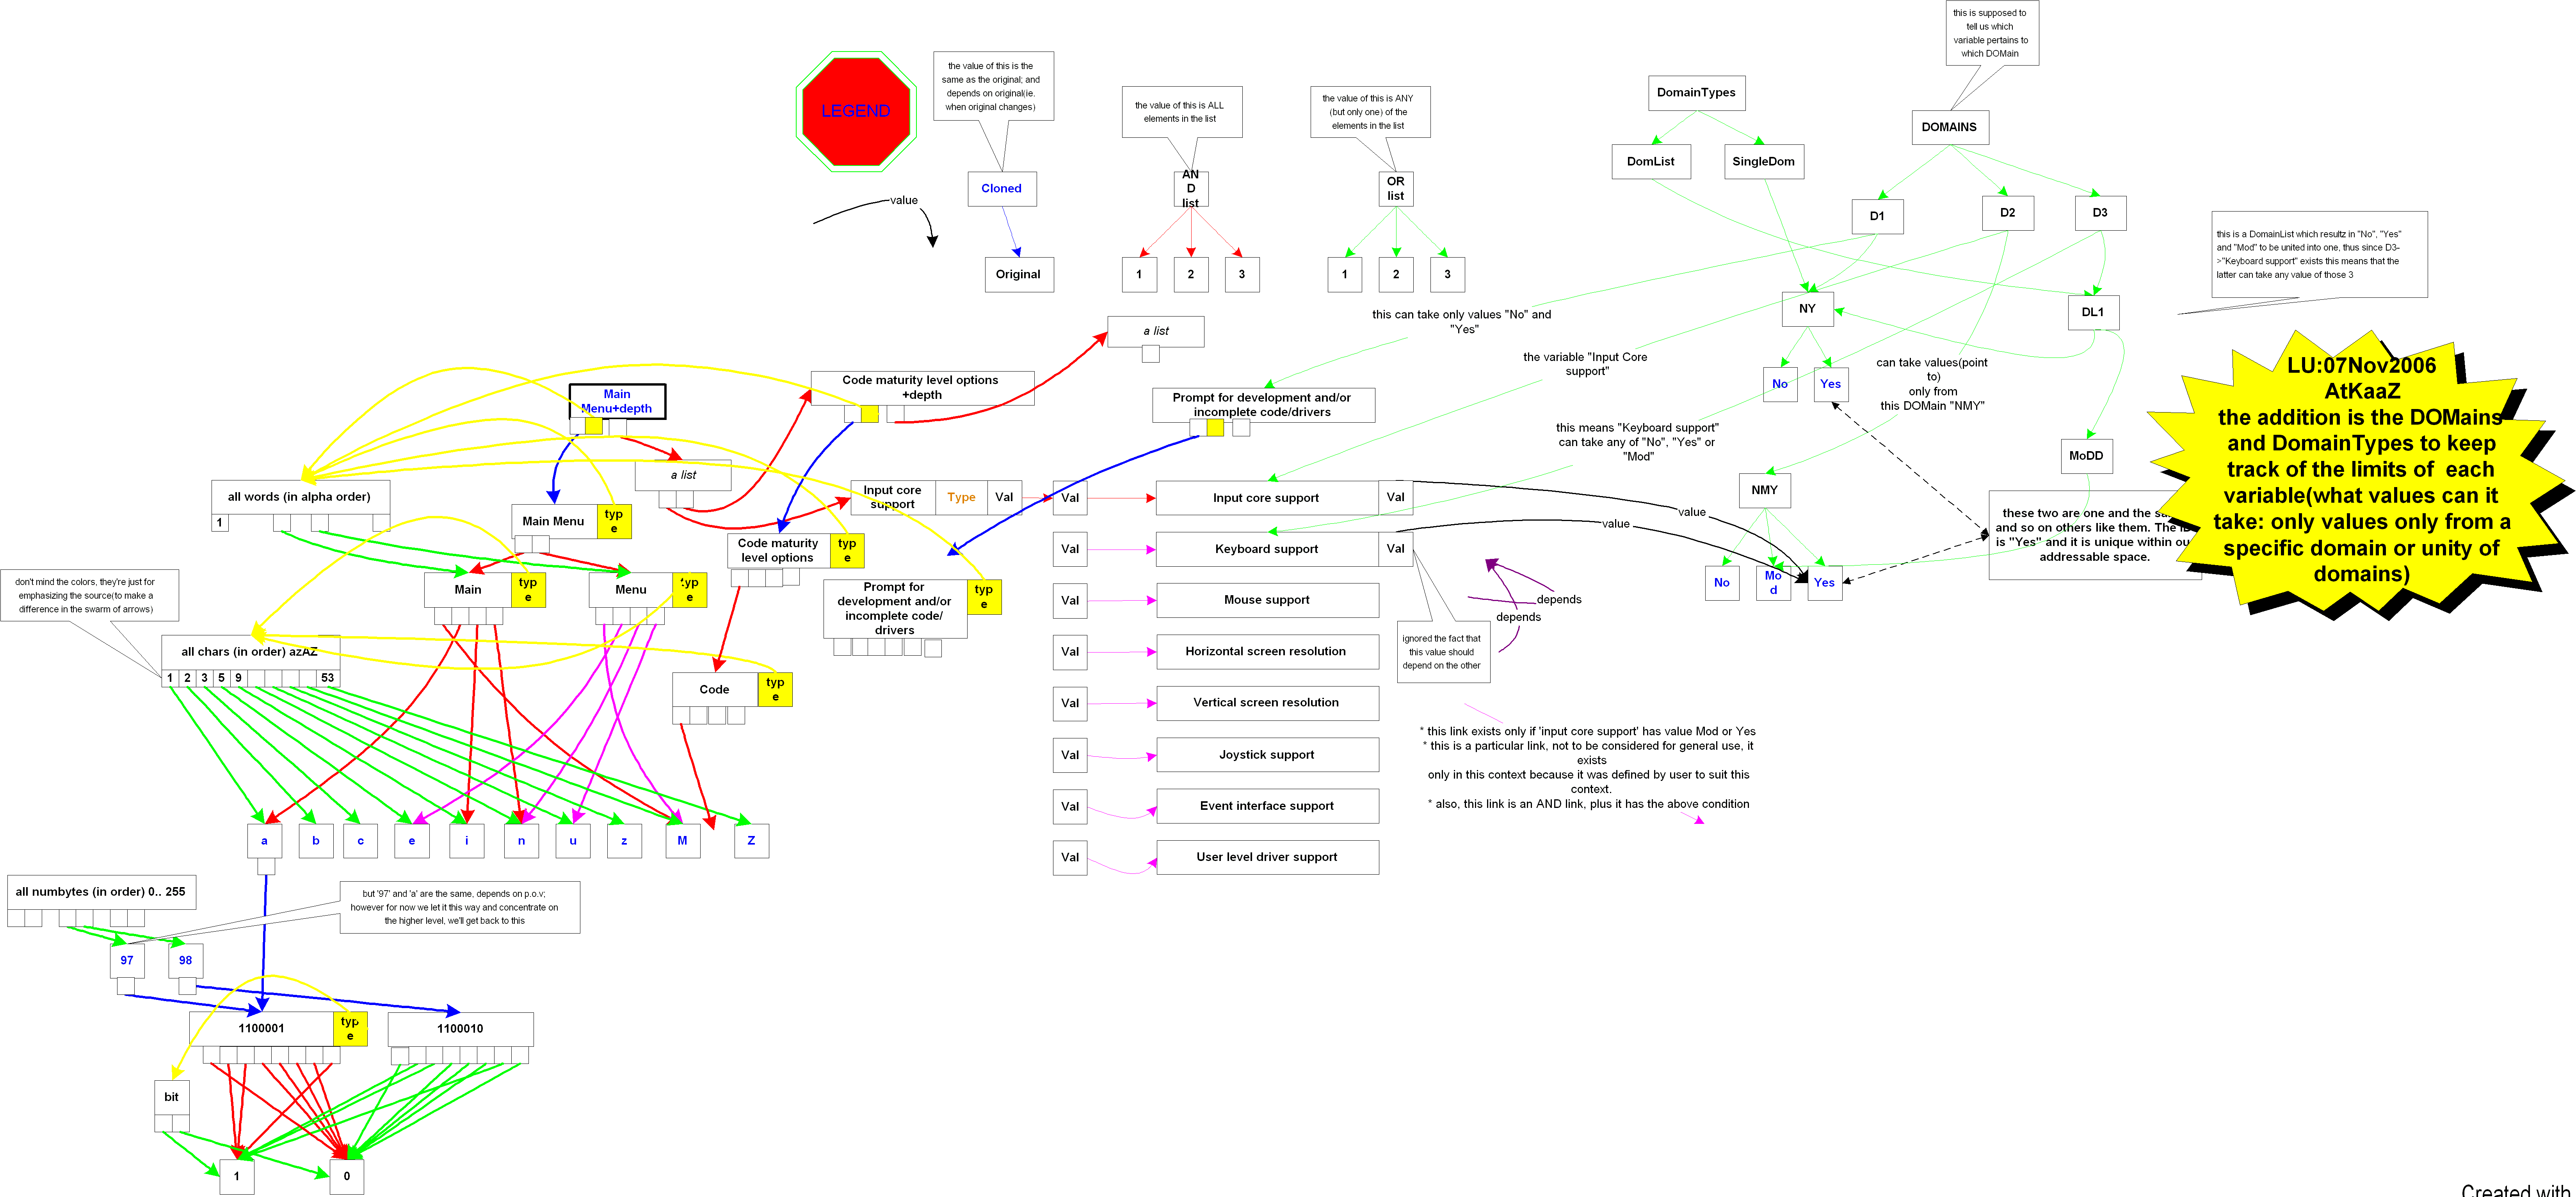 this is supposed to
tell us which
variable pertains to
which DOMain
LEGEND
the value of this is the
same as the original; and
depends on original(ie.
when original changes)
the value of this is ALL
elements in the list
the value of this is ANY
(but only one) of the
elements in the list
DomainTypes
DOMAINS
DomList
SingleDom
value
Cloned
AN
D
list
OR
list
D1
D2
D3
this is a DomainList which resultz in "No", "Yes"
and "Mod" to be united into one, thus since D3-
>"Keyboard support" exists this means that the
latter can take any value of those 3
Original
1
2
3
1
2
3
NY
DL1
this can take only values "No" and
"Yes"
a list
the variable "Input Core
support"
can take values(point
to)
only from
this DOMain "NMY"
No
Yes
LU:07Nov2006
AtKaaZ
the addition is the DOMains
and DomainTypes to keep
track of the limits of each
variable(what values can it
take: only values only from a
specific domain or unity of
domains)
Main
Menu+depth
Code maturity level options
+depth
Prompt for development and/or
incomplete code/drivers
this means "Keyboard support"
can take any of "No", "Yes" or
"Mod"
MoDD
a list
all words (in alpha order)
1
Input core
support
Type
Val
Val
Input core support
Val
value
NMY
Main Menu
typ
e
these two are one and the sa
and so on others like them. The ID
is "Yes" and it is unique within ou
addressable space.
value
Code maturity
level options
typ
e
Val
Keyboard support
Val
No
Mo
d
Yes
don't mind the colors, they're just for
emphasizing the source(to make a
difference in the swarm of arrows)
Main
typ
e
Menu
typ
e
Prompt for
development and/or
incomplete code/
drivers
typ
e
Val
Mouse support
depends
depends
all chars (in order) azAZ
1
2
3
5
9
53
Val
Horizontal screen resolution
ignored the fact that
this value should
depend on the other
Code
typ
e
Val
Vertical screen resolution
* this link exists only if 'input core support' has value Mod or Yes
* this is a particular link, not to be considered for general use, it
exists
only in this context because it was defined by user to suit this
context.
* also, this link is an AND link, plus it has the above condition
Val
Joystick support
Val
Event interface support
Val
User level driver support
a
b
c
e
i
n
u
z
M
Z
all numbytes (in order) 0.. 255
but '97' and 'a' are the same, depends on p.o.v;
however for now we let it this way and concentrate on
the higher level, we'll get back to this
97
98
1100001
typ
e
1100010
bit
1
0
Created with